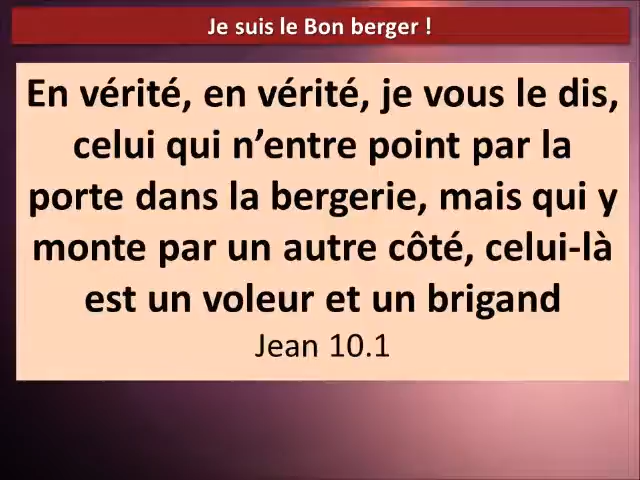 Je suis le Bon berger !
En vérité, en vérité, je vous le dis,
celui qui n’entre point par la
porte dans la bergerie, mais qui y
monte par un autre côté, celui-là
est un voleur et un brigand
Jean 10.1